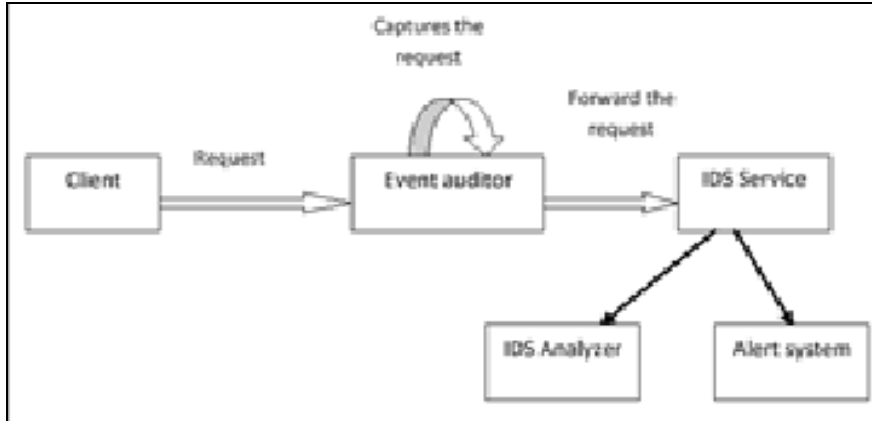 Captures the
request
Forward the
request
Request
Client
Event auditor
IDS Service
IDS Analyzer
Alert system